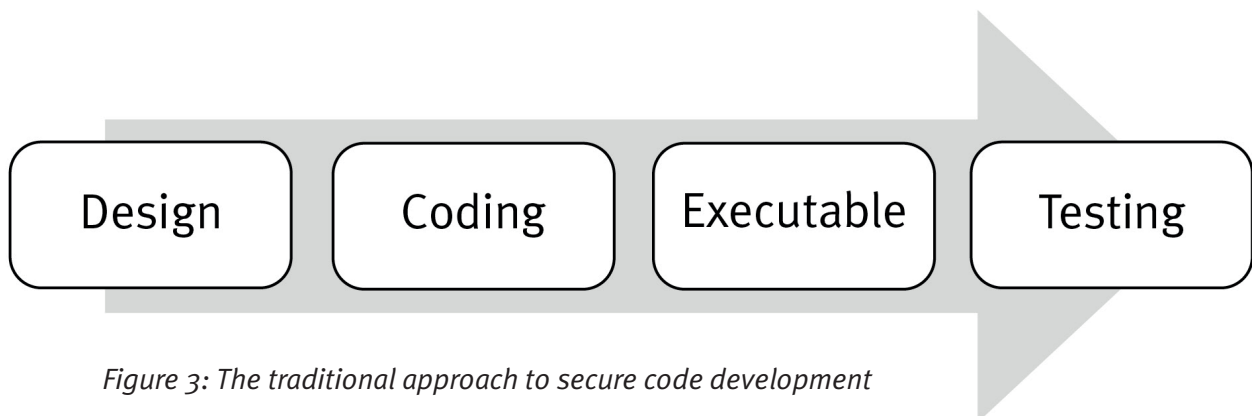 Design
Coding
Executable
Testing
Figure 3: The traditional approach to secure code development